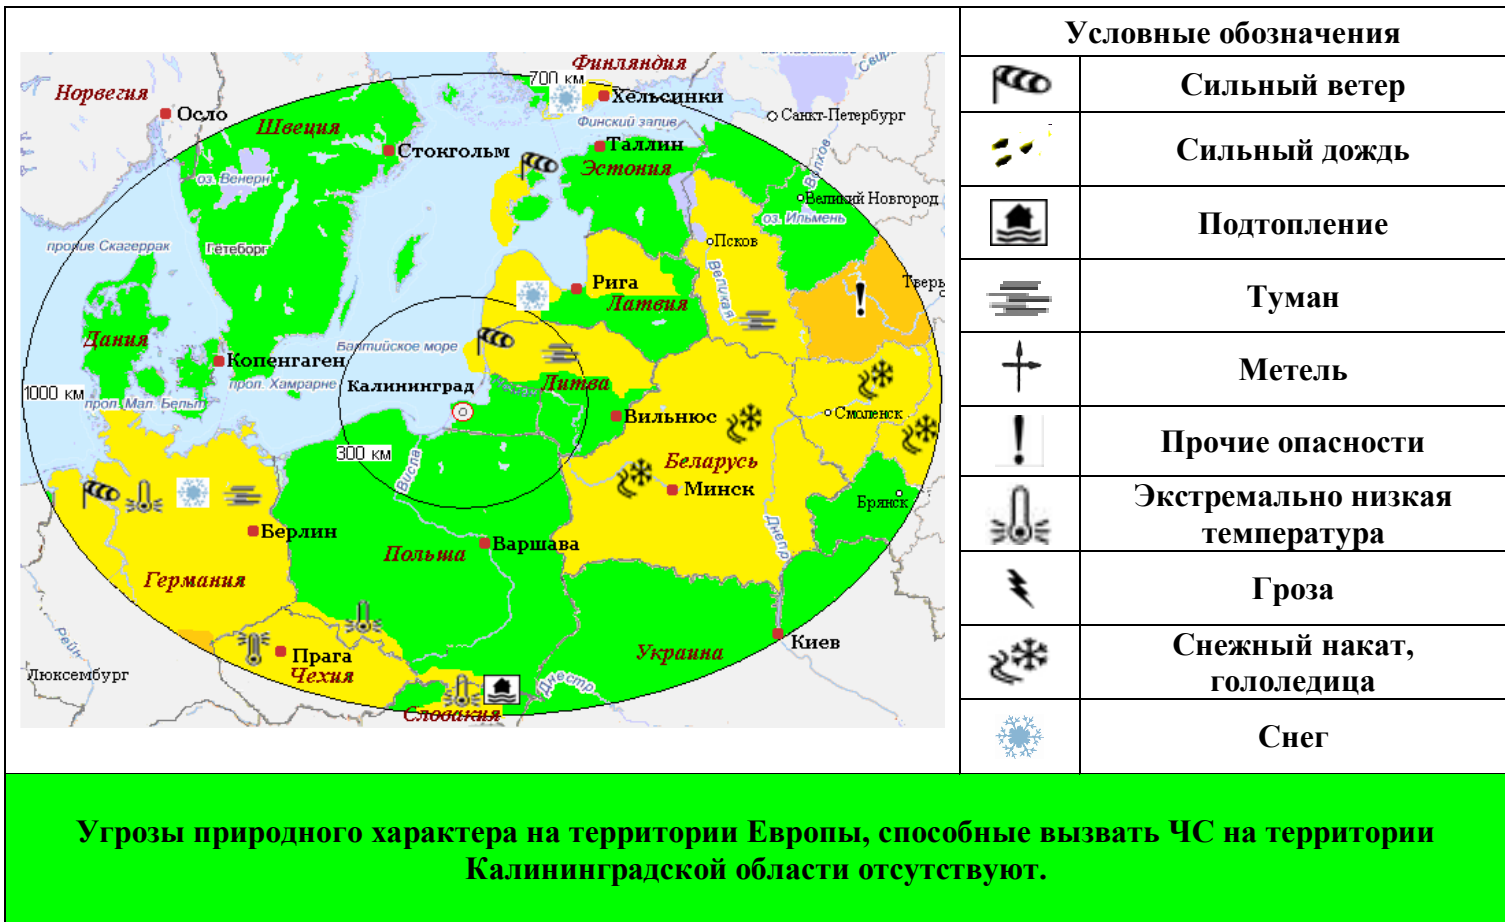 Условные обозначения
Сильный ветер
Сильный дождь
Подтопление
Туман
Метель
Прочие опасности
Экстремально низкая
температура
Гроза
Снежный накат,
гололедица
Снег
Финляндия
700 км
Свирь
Норвегия
Хельсинки
Осло
Санкт-Петербург
Швеция
Финский залив
Стокгольм
Таллин
Волхов
Эстония
оз. Венерн
Великий Новгород
оз. Ильмень
пролив Скагеррак
Гётеборг
Псков
Великая
Рига
Тверь
Латвия
Дания
Балтийское море
Копенгаген
Калининград
Литва
1000 км
проп. Хамрарне
проп. Мал. Бельт
Вильнюс
Смоленск
300 км
Висла
Беларусь
Минск
Брянск
Берлин
Варшава
Днепр
Польша
Германия
Рейн
Прага
Украина
Киев
Люксембург
Чехия
Днестр
Словакия
Угрозы природного характера на территории Европы, способные вызвать ЧС на территории
Калининградской области отсутствуют.